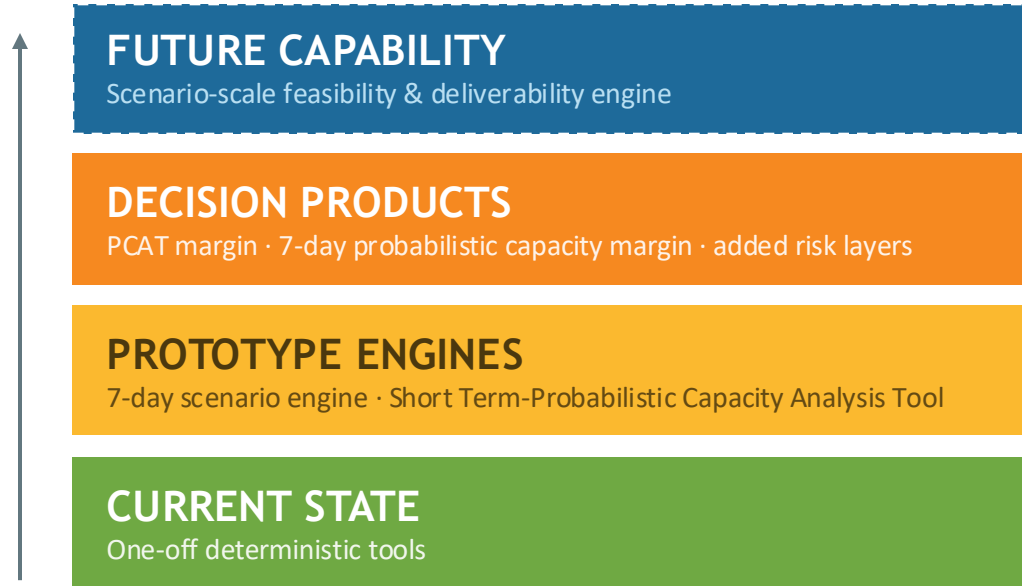 FUTURE CAPABILITY
Scenario-scale feasibility & deliverability engine
DECISION PRODUCTS
PCAT margin · 7-day probabilistic capacity margin · added risk layers
PROTOTYPE ENGINES
7-day scenario engine · Short Term-Probabilistic Capacity Analysis Tool
CURRENT STATE
One-off deterministic tools